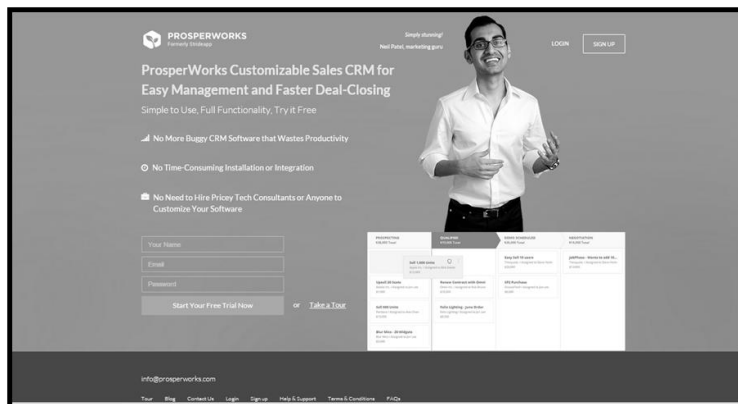 PROSPERWORKS
Formerly Strideapp
Simply stunning!
Neil Patel, marketing guru
LOGIN
SIGN UP
ProsperWorks Customizable Sales CRM for
Easy Management and Faster Deal-Closing
Simple to Use, Full Functionality, Try it Free
No More Buggy CRM Software that Wastes Productivity
No Time-Consuming Installation or Integration
No Need to Hire Pricey Tech Consultants or Anyone to
Customize Your Software
Your Name
Email
Password
Start Your Free Trial Now
or
Take a Tour
PROSPECTING
QUALIFIED
DEMO SCHEDULED
NEGOTIATION
info@prosperworks.com
Tour Blog Contact Us Login Sign up Help & Support Terms & Conditions FAQs